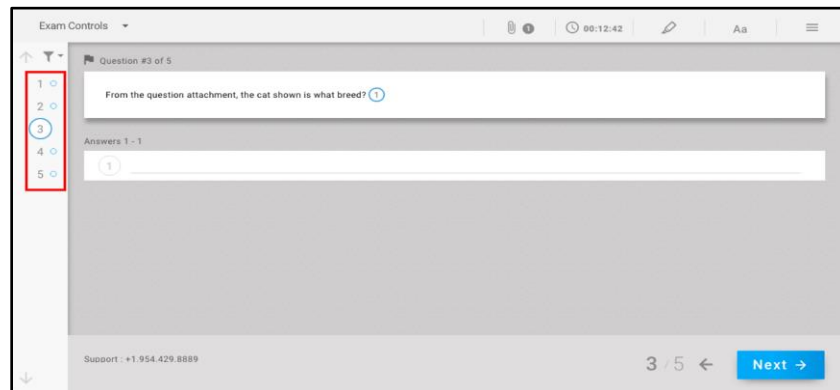 Exam Controls
1
00:12:42
Aa
Question #3 of 5
1
2
3
4
5
From the question attachment, the cat shown is what breed? 1
Answers 1 - 1
1
Support : +1.954.429.8889
3 / 5
Next